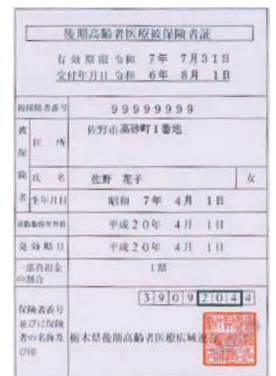 後期高齢者医療被保険者証
有効期限 令和 7年 7月31日
交付年月日 令和 6年 8月 1日
被保険者番号 99999999
被保険者
住所 佐野市高砂町1番地
氏名 佐野 花子 女
生年月日 昭和 7年 4月 1日
資格取得年月日 平成20年 4月 1日
発効期日 平成20年 4月 1日
一部負担金の割合 1割
39092044
保険者番号並びに保険者の名称及び印
栃木県後期高齢者医療広域連合